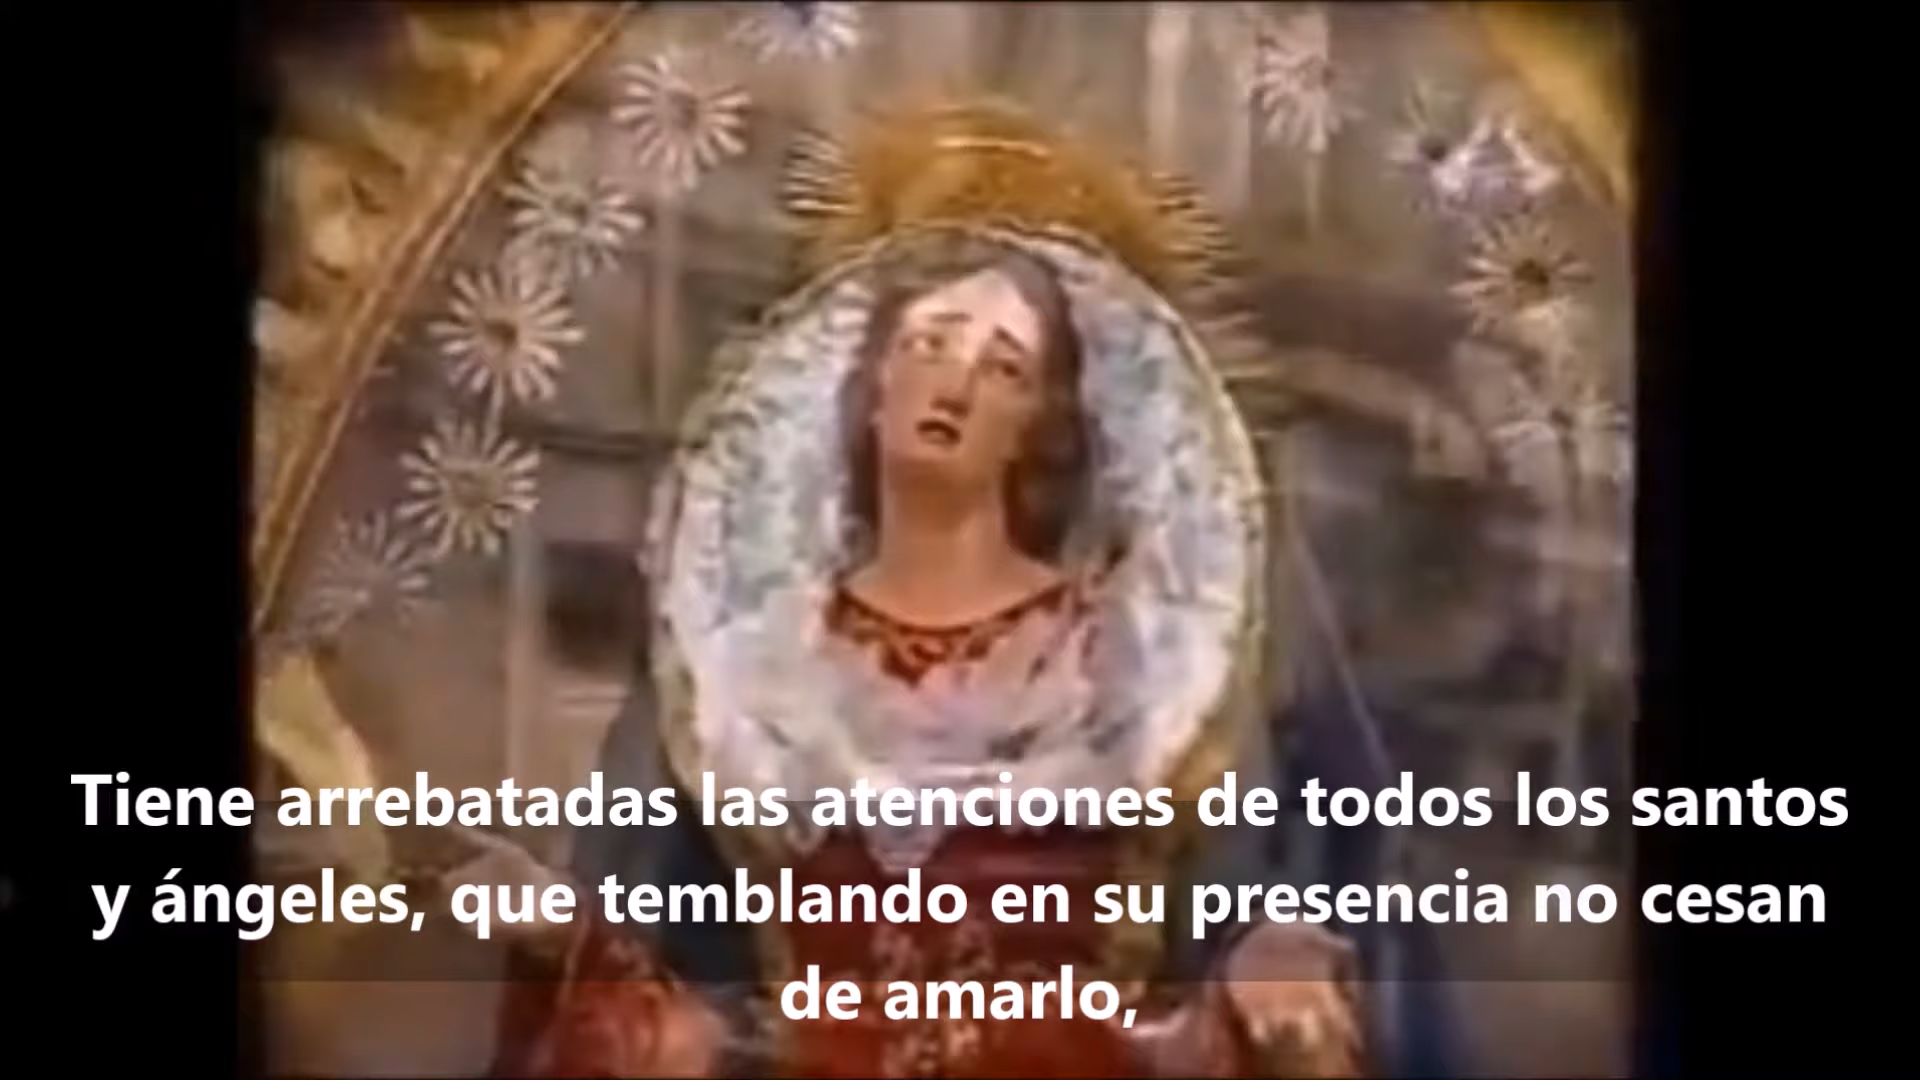 Tiene arrebatadas las atenciones de todos los santos
y ángeles, que temblando en su presencia no cesan
de amarlo,